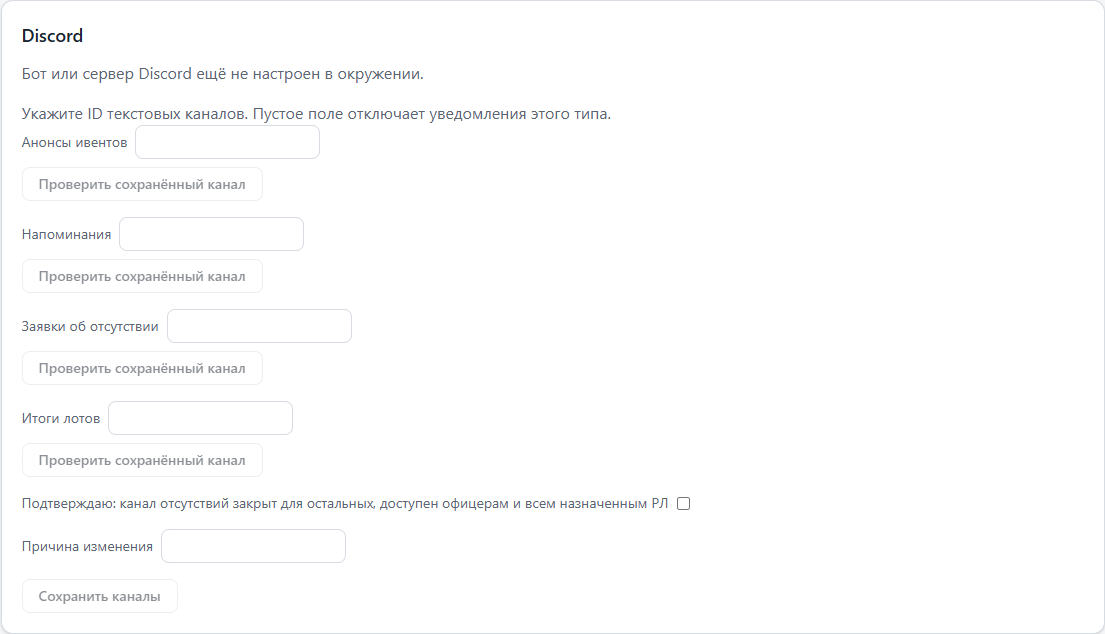 Discord
Бот или сервер Discord ещё не настроен в окружении.
Укажите ID текстовых каналов. Пустое поле отключает уведомления этого типа.
Анонсы ивентов
Проверить сохранённый канал
Напоминания
Проверить сохранённый канал
Заявки об отсутствии
Проверить сохранённый канал
Итоги лотов
Проверить сохранённый канал
Подтверждаю: канал отсутствий закрыт для остальных, доступен офицерам и всем назначенным РЛ
Причина изменения
Сохранить каналы